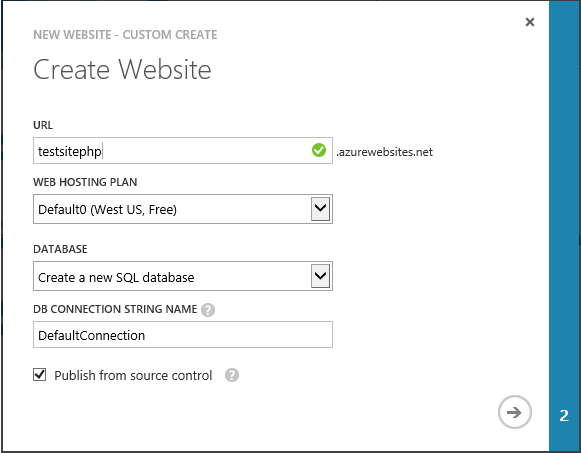 NEW WEBSITE - CUSTOM CREATE
Create Website
URL
testsitephp .azurewebsites.net
WEB HOSTING PLAN
Default0 (West US, Free)
DATABASE
Create a new SQL database
DB CONNECTION STRING NAME ?
DefaultConnection
Publish from source control ?
2